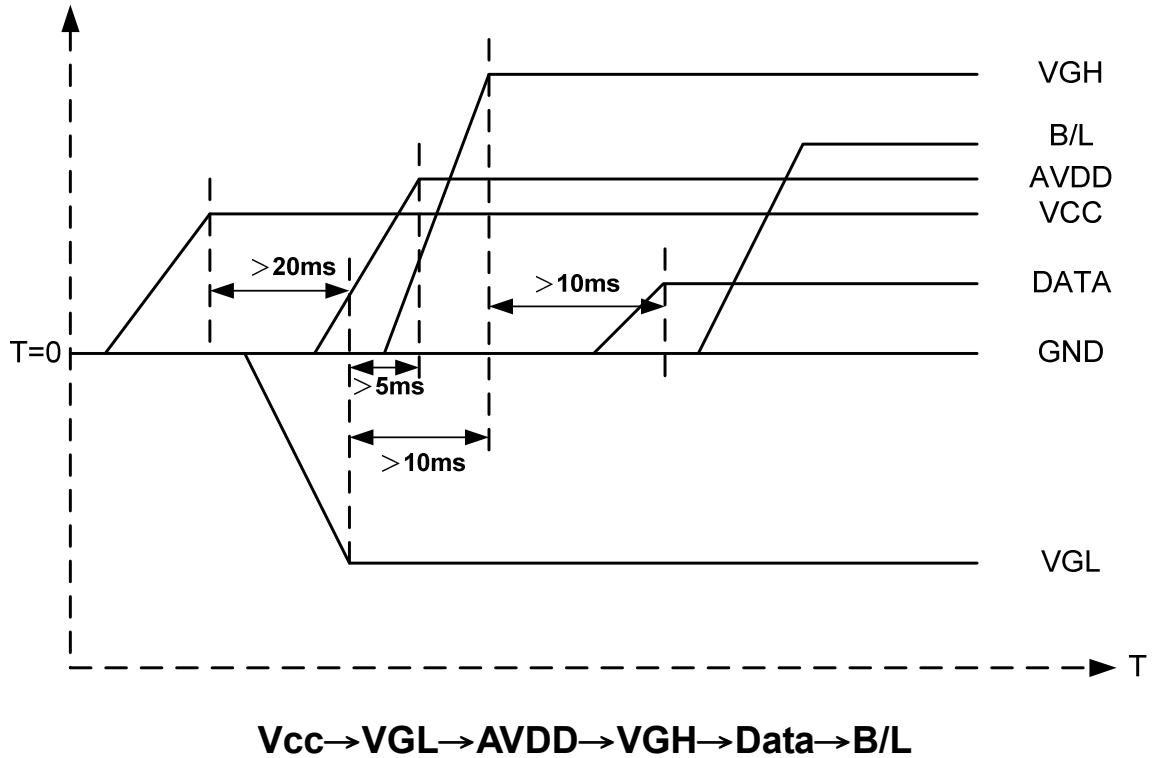 VGH
B/L
AVDD
VCC
>20ms
>10ms
DATA
T=0
GND
>5ms
>10ms
VGL
T
Vcc→VGL→AVDD→VGH→Data→B/L